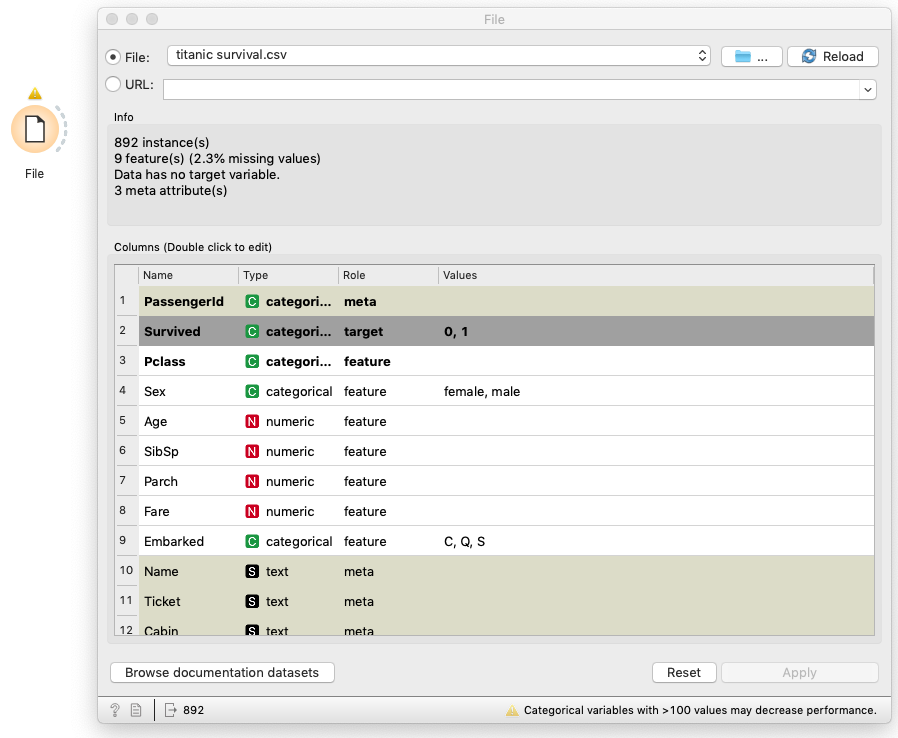 File
File: titanic survival.csv ... Reload
URL:
File
Info
892 instance(s)
9 feature(s) (2.3% missing values)
Data has no target variable.
3 meta attribute(s)
Columns (Double click to edit)
Name Type Role Values
1 PassengerId C categori... meta
2 Survived C categori... target 0, 1
3 Pclass C categori... feature
4 Sex C categorical feature female, male
5 Age N numeric feature
6 SibSp N numeric feature
7 Parch N numeric feature
8 Fare N numeric feature
9 Embarked C categorical feature C, Q, S
10 Name S text meta
11 Ticket S text meta
12 Cabin S text meta
Browse documentation datasets Reset Apply
? 892 Categorical variables with >100 values may decrease performance.